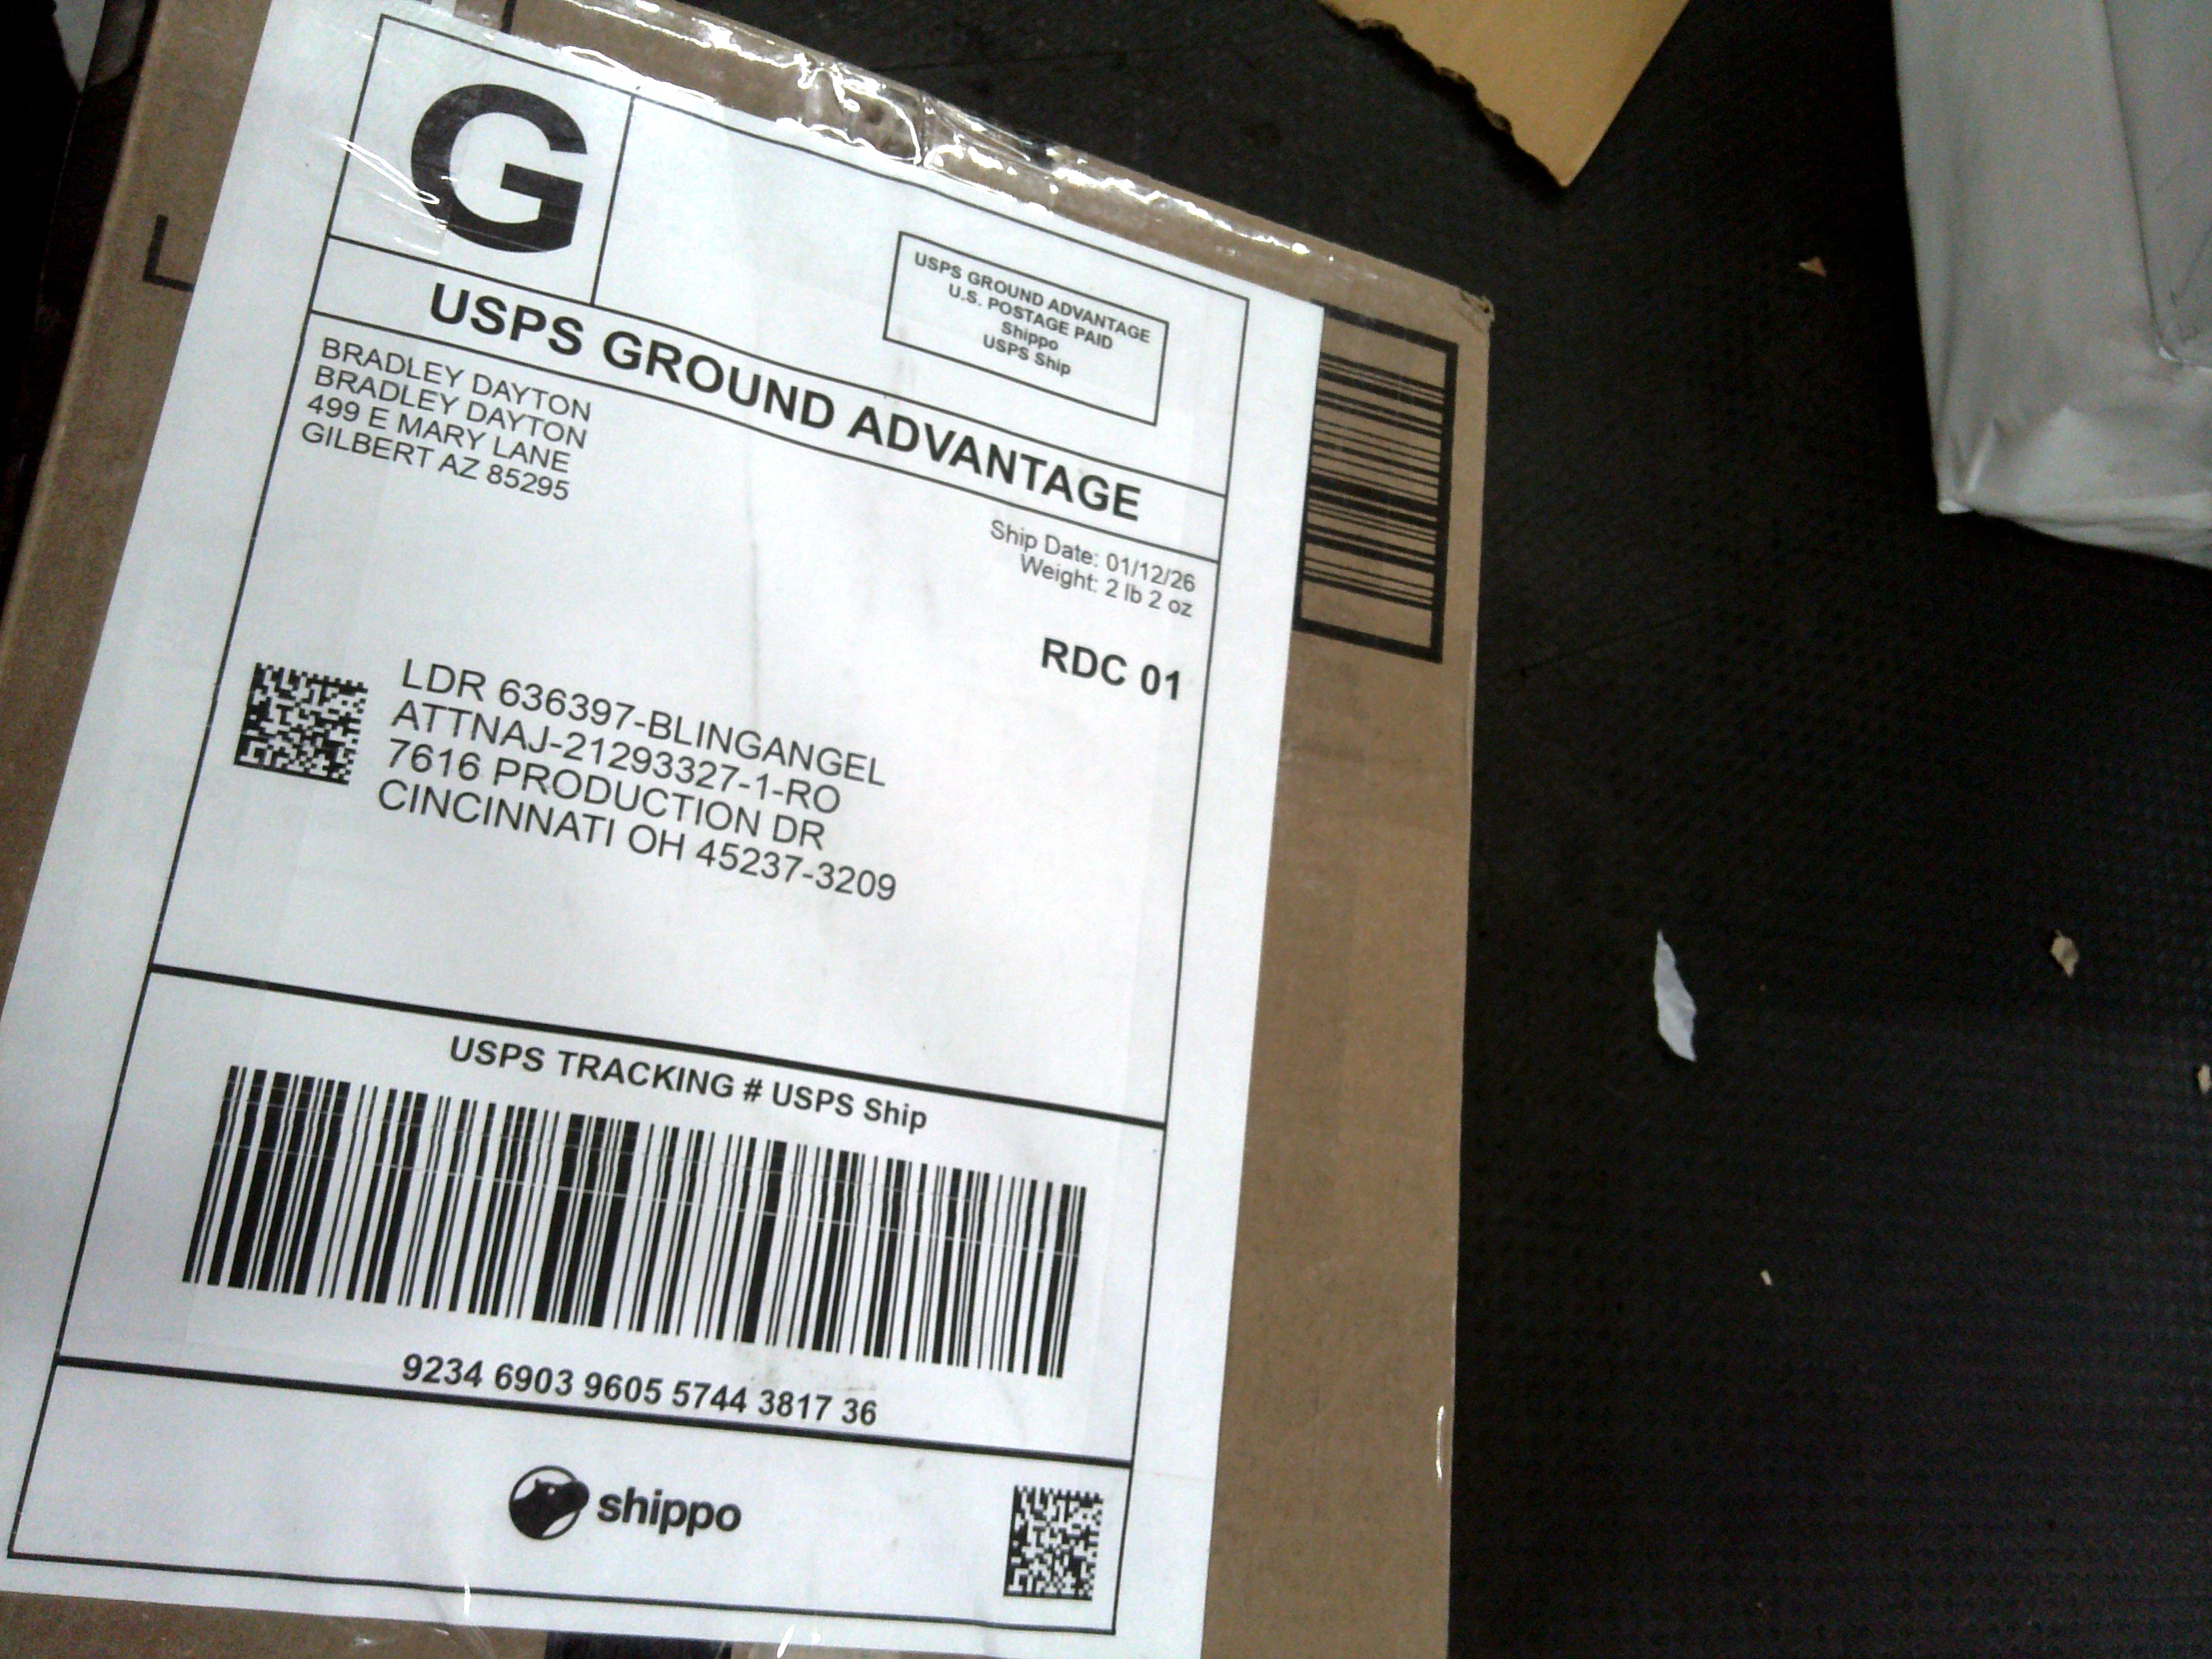 G
USPS GROUND ADVANTAGE
U.S. POSTAGE PAID
Shippo
USPS Ship
USPS GROUND ADVANTAGE
BRADLEY DAYTON
BRADLEY DAYTON
499 E MARY LANE
GILBERT AZ 85295
Ship Date: 01/12/26
Weight: 2 lb 2 oz
RDC 01
LDR 636397-BLINGANGEL
ATTNAJ-21293327-1-RO
7616 PRODUCTION DR
CINCINNATI OH 45237-3209
USPS TRACKING # USPS Ship
9234 6903 9605 5744 3817 36
shippo